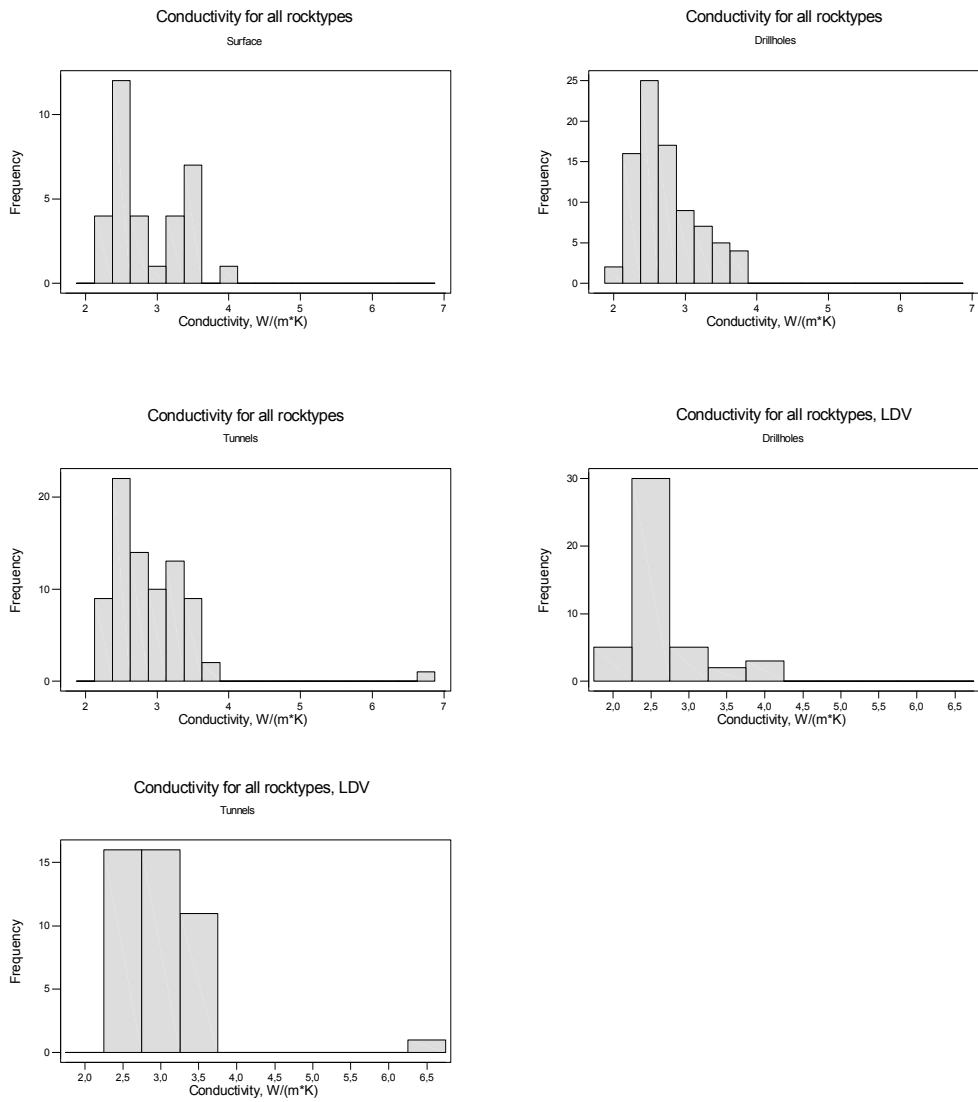 Conductivity for all rocktypes
Surface
10
5
0
Frequency
2 3 4 5 6 7
Conductivity, W/(m*K)
Conductivity for all rocktypes
Drillholes
25
20
15
10
5
0
Frequency
2 3 4 5 6 7
Conductivity, W/(m*K)
Conductivity for all rocktypes
Tunnels
20
10
0
Frequency
2 3 4 5 6 7
Conductivity, W/(m*K)
Conductivity for all rocktypes, LDV
Drillholes
30
20
10
0
Frequency
2,0 2,5 3,0 3,5 4,0 4,5 5,0 5,5 6,0 6,5
Conductivity, W/(m*K)
Conductivity for all rocktypes, LDV
Tunnels
15
10
5
0
Frequency
2,0 2,5 3,0 3,5 4,0 4,5 5,0 5,5 6,0 6,5
Conductivity, W/(m*K)